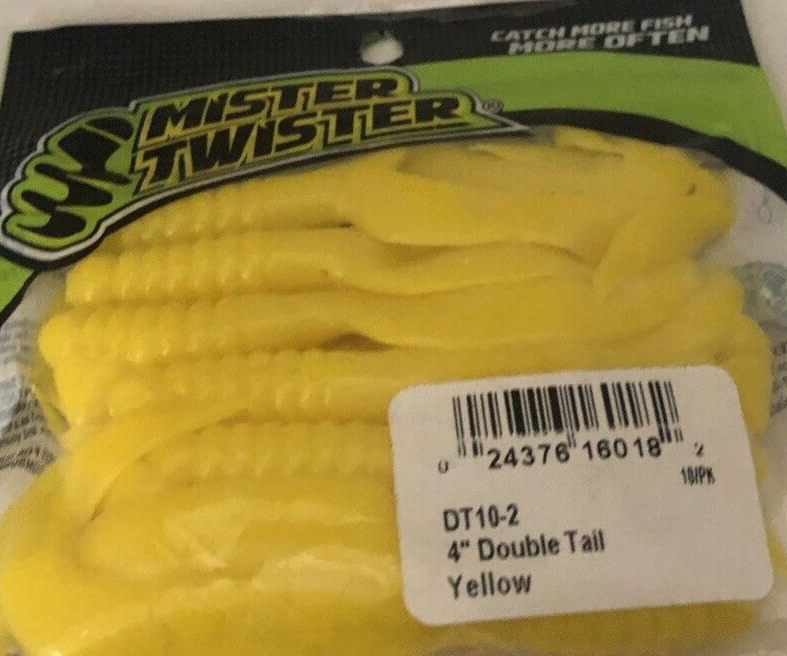 CATCH MORE FISH
MORE OFTEN
MISTER
TWISTER®
0 24376 16018 2
10/PK
DT10-2
4" Double Tail
Yellow